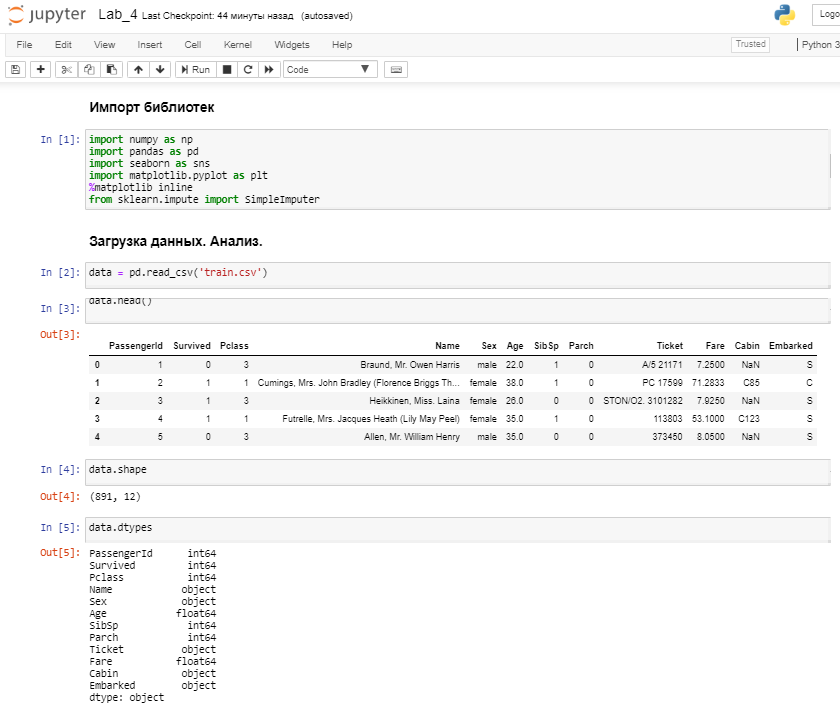 jupyter Lab_4 Last Checkpoint: 44 минуты назад (autosaved)
Logo
File Edit View Insert Cell Kernel Widgets Help
Trusted Python 3
Run Code
Импорт библиотек
In [1]: import numpy as np
import pandas as pd
import seaborn as sns
import matplotlib.pyplot as plt
%matplotlib inline
from sklearn.impute import SimpleImputer
Загрузка данных. Анализ.
In [2]: data = pd.read_csv('train.csv')
In [3]: data.head()
Out[3]:
PassengerId Survived Pclass Name Sex Age SibSp Parch Ticket Fare Cabin Embarked
0 1 0 3 Braund, Mr. Owen Harris male 22.0 1 0 A/5 21171 7.2500 NaN S
1 2 1 1 Cumings, Mrs. John Bradley (Florence Briggs Th... female 38.0 1 0 PC 17599 71.2833 C85 C
2 3 1 3 Heikkinen, Miss. Laina female 26.0 0 0 STON/O2. 3101282 7.9250 NaN S
3 4 1 1 Futrelle, Mrs. Jacques Heath (Lily May Peel) female 35.0 1 0 113803 53.1000 C123 S
4 5 0 3 Allen, Mr. William Henry male 35.0 0 0 373450 8.0500 NaN S
In [4]: data.shape
Out[4]: (891, 12)
In [5]: data.dtypes
Out[5]: PassengerId int64
Survived int64
Pclass int64
Name object
Sex object
Age float64
SibSp int64
Parch int64
Ticket object
Fare float64
Cabin object
Embarked object
dtype: object